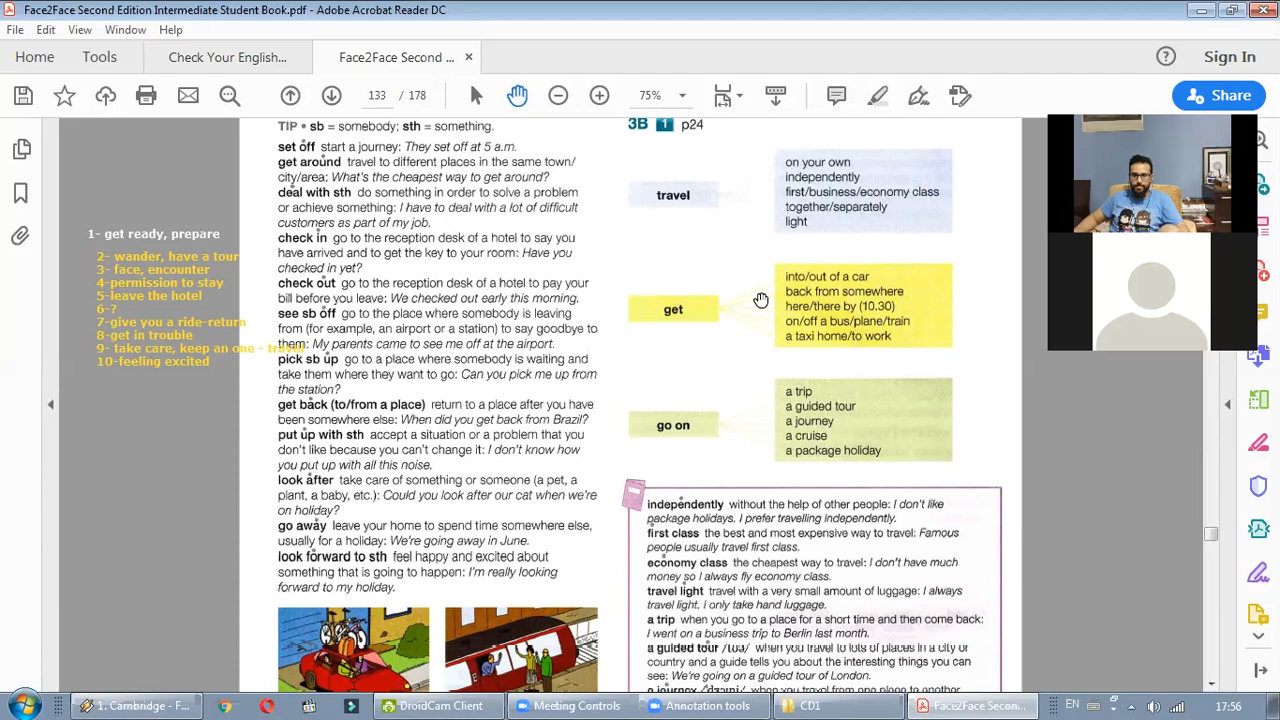 Face2Face Second Edition Intermediate Student Book.pdf - Adobe Acrobat Reader DC
File Edit View Window Help
Home Tools Check Your English... Face2Face Second ... × Sign In
133 / 178 75% Share
TIP • sb = somebody; sth = something.
set off start a journey: They set off at 5 a.m.
get around travel to different places in the same town/
city/area: What's the cheapest way to get around?
deal with sth do something in order to solve a problem
or achieve something: I have to deal with a lot of difficult
customers as part of my job.
check in go to the reception desk of a hotel to say you
have arrived and to get the key to your room: Have you
checked in yet?
check out go to the reception desk of a hotel to pay your
bill before you leave: We checked out early this morning.
see sb off go to the place where somebody is leaving
from (for example, an airport or a station) to say goodbye to
them: My parents came to see me off at the airport.
pick sb up go to a place where somebody is waiting and
take them where they want to go: Can you pick me up from
the station?
get back (to/from a place) return to a place after you have
been somewhere else: When did you get back from Brazil?
put up with sth accept a situation or a problem that you
don't like because you can't change it: I don't know how
you put up with all this noise.
look after take care of something or someone (a pet, a
plant, a baby, etc.): Could you look after our cat when we're
on holiday?
go away leave your home to spend time somewhere else,
usually for a holiday: We're going away in June.
look forward to sth feel happy and excited about
something that is going to happen: I'm really looking
forward to my holiday.
1- get ready, prepare
2- wander, have a tour
3- face, encounter
4-permission to stay
5-leave the hotel
6-?
7-give you a ride-return
8-get in trouble
9- take care, keep an one - travel
10-feeling excited
3B 1 p24
travel
on your own
independently
first/business/economy class
together/separately
light
get
into/out of a car
back from somewhere
here/there by (10.30)
on/off a bus/plane/train
a taxi home/to work
go on
a trip
a guided tour
a journey
a cruise
a package holiday
independently without the help of other people: I don't like
package holidays. I prefer travelling independently.
first class the best and most expensive way to travel: Famous
people usually travel first class.
economy class the cheapest way to travel: I don't have much
money so I always fly economy class.
travel light travel with a very small amount of luggage: I always
travel light. I only take hand luggage.
a trip when you go to a place for a short time and then come back:
I went on a business trip to Berlin last month.
a guided tour /tʊə/ when you travel to lots of places in a city or
country and a guide tells you about the interesting things you can
see: We're going on a guided tour of London.
a journey /ˈdʒɜːni/ when you travel from one place to another
1. Cambridge - F... DroidCam Client Meeting Controls Annotation tools CD1 Face2Face Secon... EN 17:56